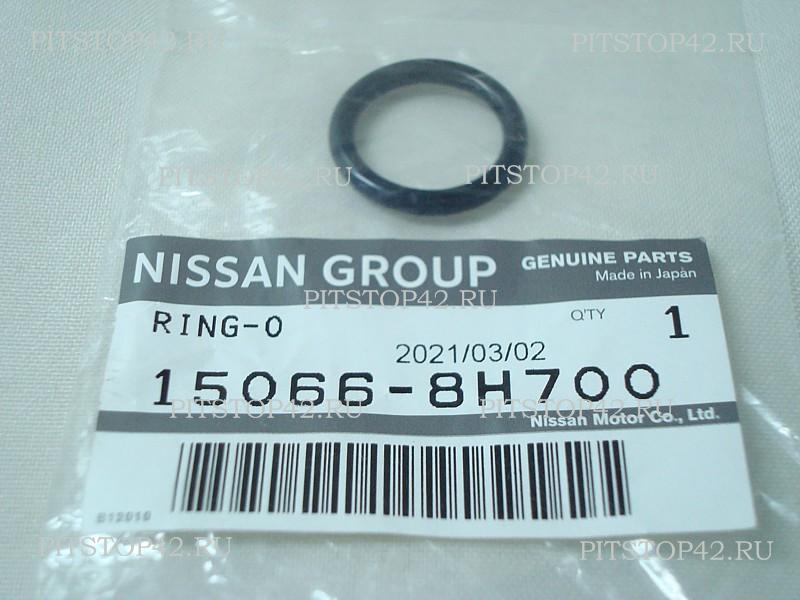 PITSTOP42.RU PITSTOP42.RU
PITSTOP42.RU PITSTOP42.RU
NISSAN GROUP GENUINE PARTS
Made in Japan
PITSTOP42.RU
RING-O Q'TY 1
2021/03/02
15066-8H700
PITSTOP42.RU PITSTOP42.RU
Nissan Motor Co., Ltd.
B12010
PITSTOP42.RU PITSTOP42.RU